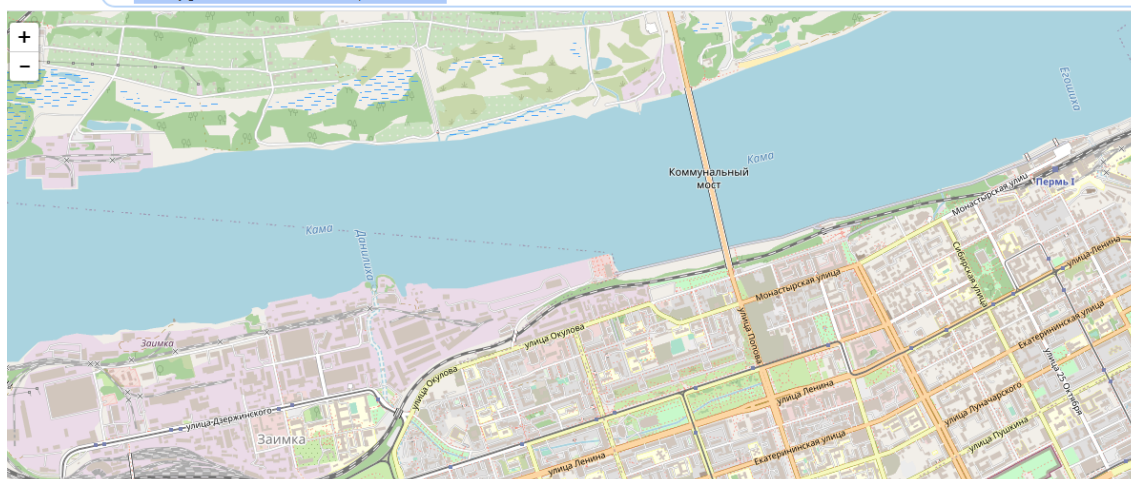 +
−
Егошиха
Кама
Коммунальный
мост
Пермь I
Монастырская улиц
Кама
Данилиха
Сибирская улица
улица Ленина
Монастырская улица
улица Окулова
улица Попова
Екатерининская улица
Заимка
улица Окулова
улица Ленина
улица 25 Октября
улица Луначарского
улица Дзержинского
Заимка
улица Пушкина
Екатерининская улица
улица Ленина